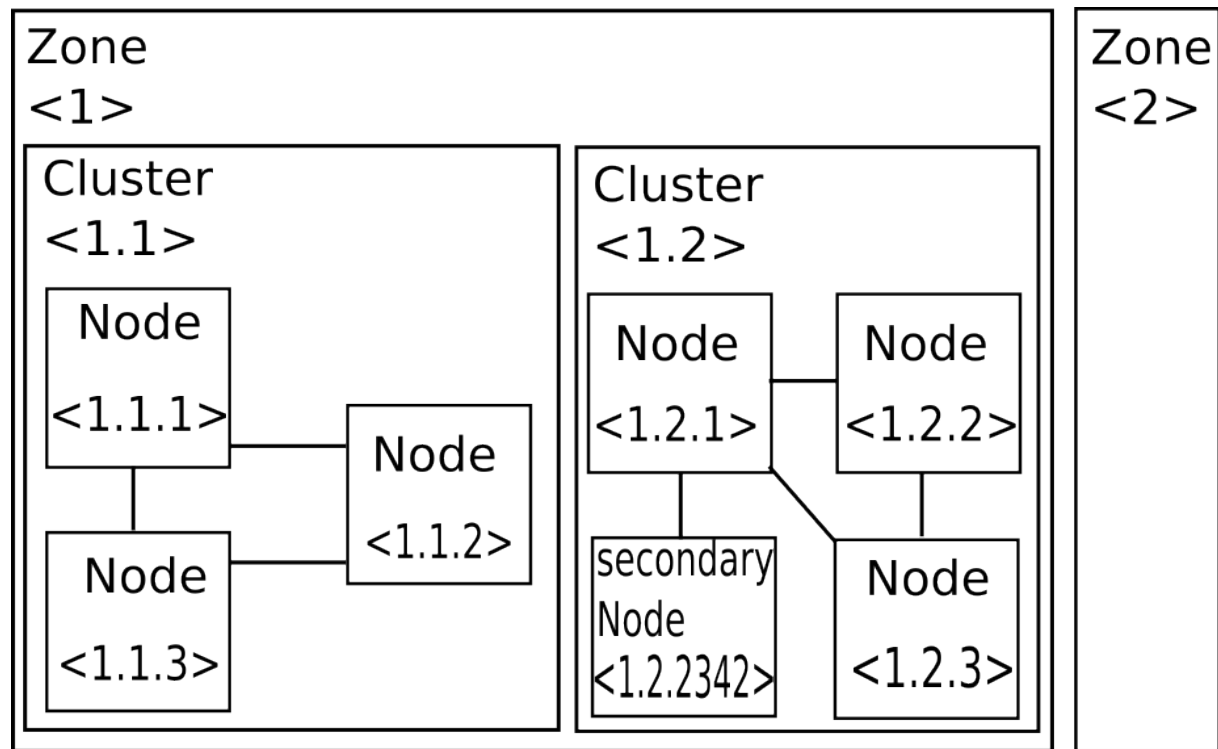 Zone
<1>
Cluster
<1.1>
Node
<1.1.1>
Node
<1.1.2>
Node
<1.1.3>
Cluster
<1.2>
Node
<1.2.1>
Node
<1.2.2>
secondary
Node
<1.2.2342>
Node
<1.2.3>
Zone
<2>